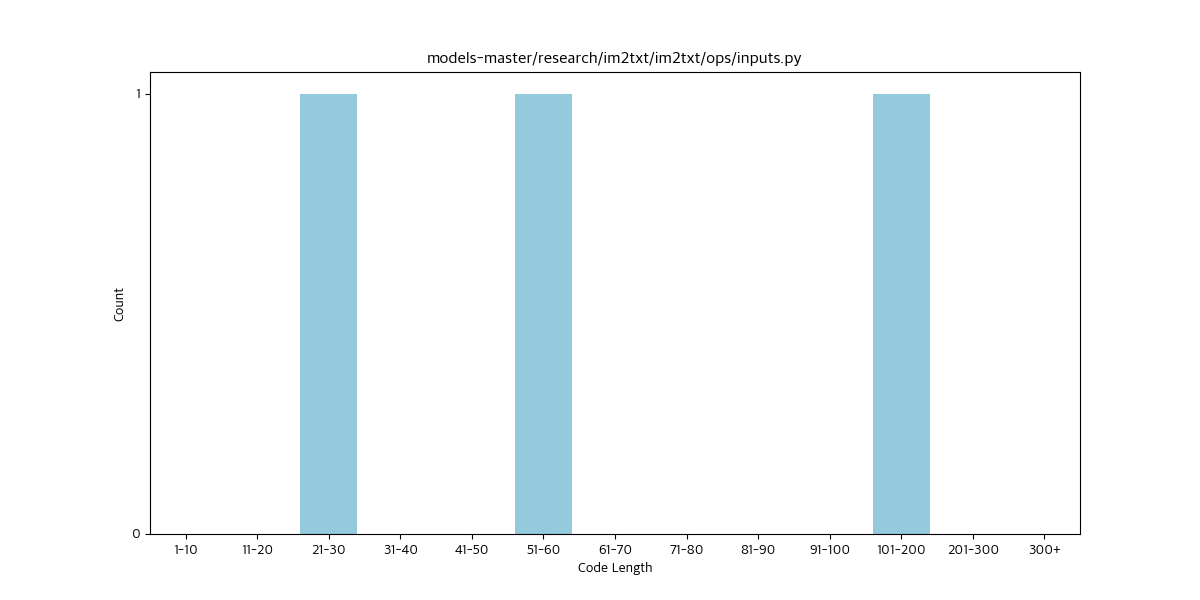 models-master/research/im2txt/im2txt/ops/inputs.py
1
Count
0
1-10 11-20 21-30 31-40 41-50 51-60 61-70 71-80 81-90 91-100 101-200 201-300 300+
Code Length